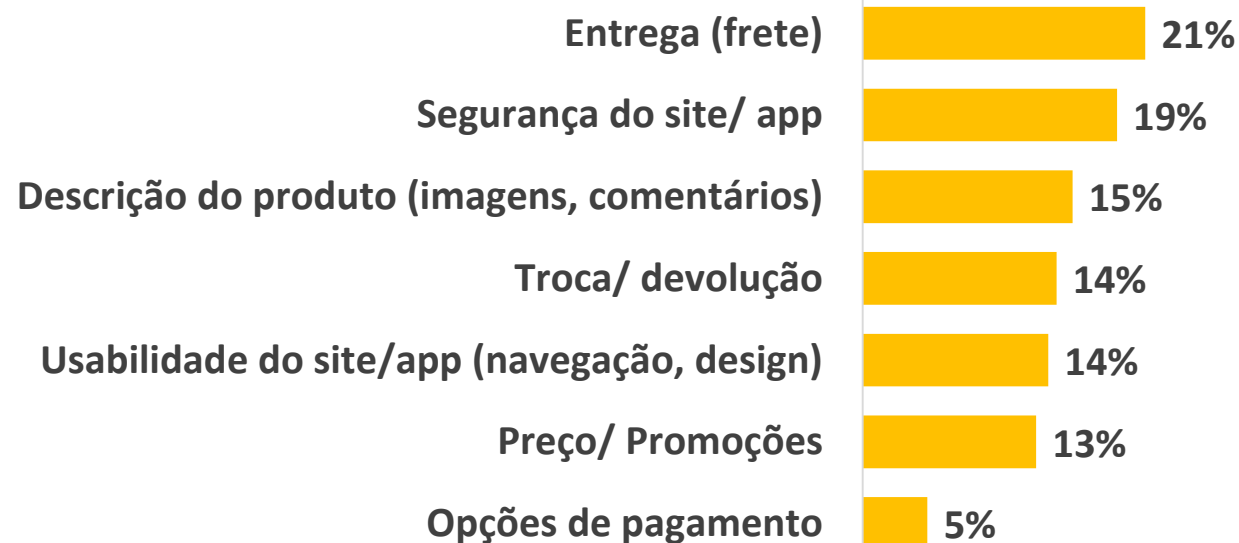 Entrega (frete) 21%
Segurança do site/ app 19%
Descrição do produto (imagens, comentários) 15%
Troca/ devolução 14%
Usabilidade do site/app (navegação, design) 14%
Preço/ Promoções 13%
Opções de pagamento 5%